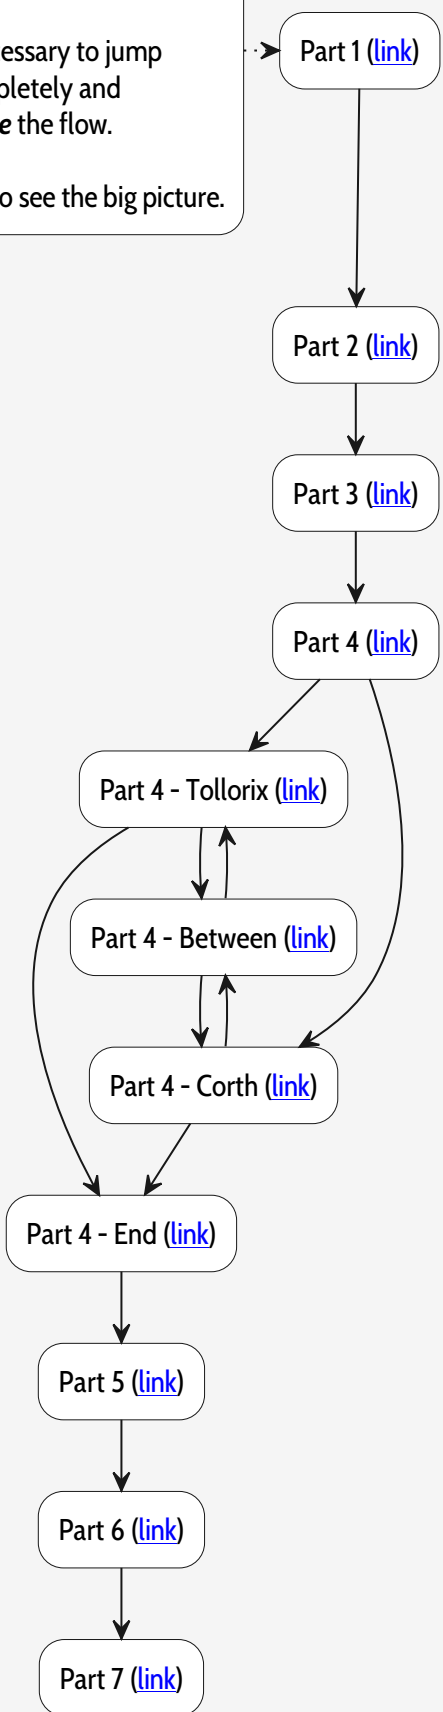 essary to jump
pletely and
e the flow.
o see the big picture.
Part 1 (link)
Part 2 (link)
Part 3 (link)
Part 4 (link)
Part 4 - Tollorix (link)
Part 4 - Between (link)
Part 4 - Corth (link)
Part 4 - End (link)
Part 5 (link)
Part 6 (link)
Part 7 (link)